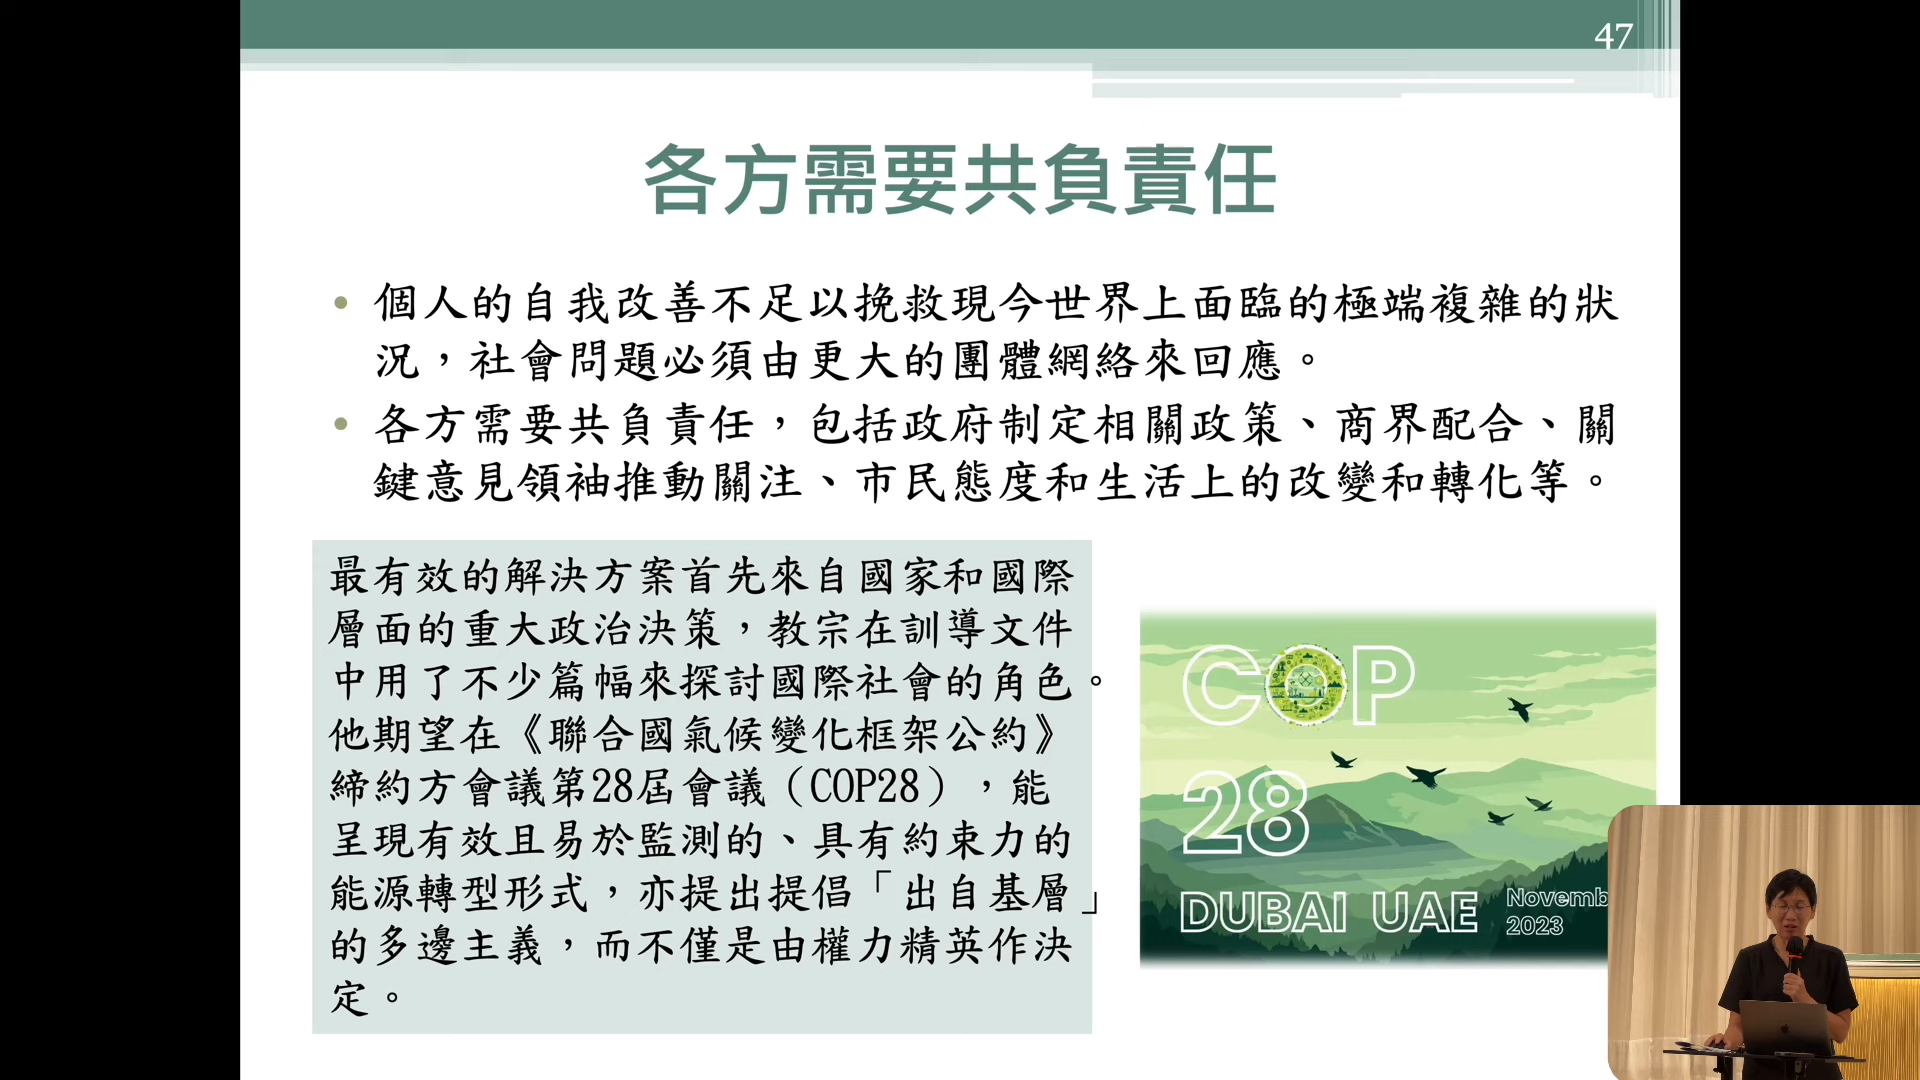 47
各方需要共負責任
• 個人的自我改善不足以挽救現今世界上面臨的極端複雜的狀
況，社會問題必須由更大的團體網絡來回應。
• 各方需要共負責任，包括政府制定相關政策、商界配合、關
鍵意見領袖推動關注、市民態度和生活上的改變和轉化等。
最有效的解決方案首先來自國家和國際
層面的重大政治決策，教宗在訓導文件
中用了不少篇幅來探討國際社會的角色。
他期望在《聯合國氣候變化框架公約》
締約方會議第28屆會議（COP28），能
呈現有效且易於監測的、具有約束力的
能源轉型形式，亦提出提倡「出自基層」
的多邊主義，而不僅是由權力精英作決
定。
COP
28
DUBAI UAE
Novemb
2023